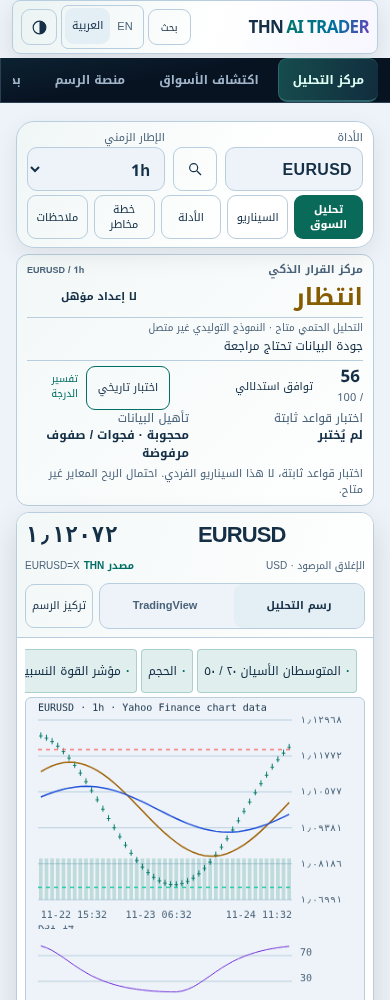 THN AI TRADER
بحث
EN العربية
مركز التحليل اكتشاف الأسواق منصة الرسم
الأداة الإطار الزمني
EURUSD 1h
تحليل السوق
السيناريو
الأدلة
خطة مخاطر
ملاحظات
مركز القرار الذكي EURUSD / 1h
انتظار لا إعداد مؤهل
التحليل الحتمي متاح · النموذج التوليدي غير متصل
جودة البيانات تحتاج مراجعة
56 / 100
توافق استدلالي
اختبار تاريخي
تفسير الدرجة
اختبار قواعد ثابتة
لم يُختبر
تأهيل البيانات
محجوبة · فجوات / صفوف مرفوضة
اختبار قواعد ثابتة، لا هذا السيناريو الفردي. احتمال الربح المعاير غير متاح.
EURUSD ١٫١٢٠٧٢
الإغلاق المرصود · USD
مصدر THN EURUSD=X
رسم التحليل TradingView تركيز الرسم
· المتوسطان الأسيان ٢٠ / ٥٠
· الحجم
· مؤشر القوة النسبية
EURUSD · 1h · Yahoo Finance chart data
١٫١٢٩٦٨
١٫١١٧٧٢
١٫١٠٥٧٧
١٫٠٩٣٨١
١٫٠٨١٨٦
١٫٠٦٩٩١
11-22 15:32 11-23 06:32 11-24 11:32
RSI 14
70
30